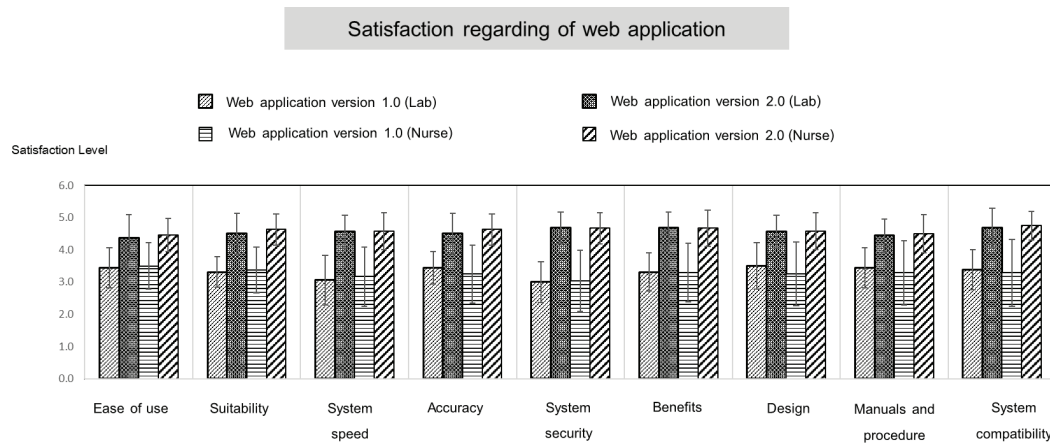 Satisfaction regarding of web application
Web application version 1.0 (Lab)
Web application version 2.0 (Lab)
Web application version 1.0 (Nurse)
Web application version 2.0 (Nurse)
Satisfaction Level
6.0
5.0
4.0
3.0
2.0
1.0
0.0
Ease of use
Suitability
System
speed
Accuracy
System
security
Benefits
Design
Manuals and
procedure
System
compatibility